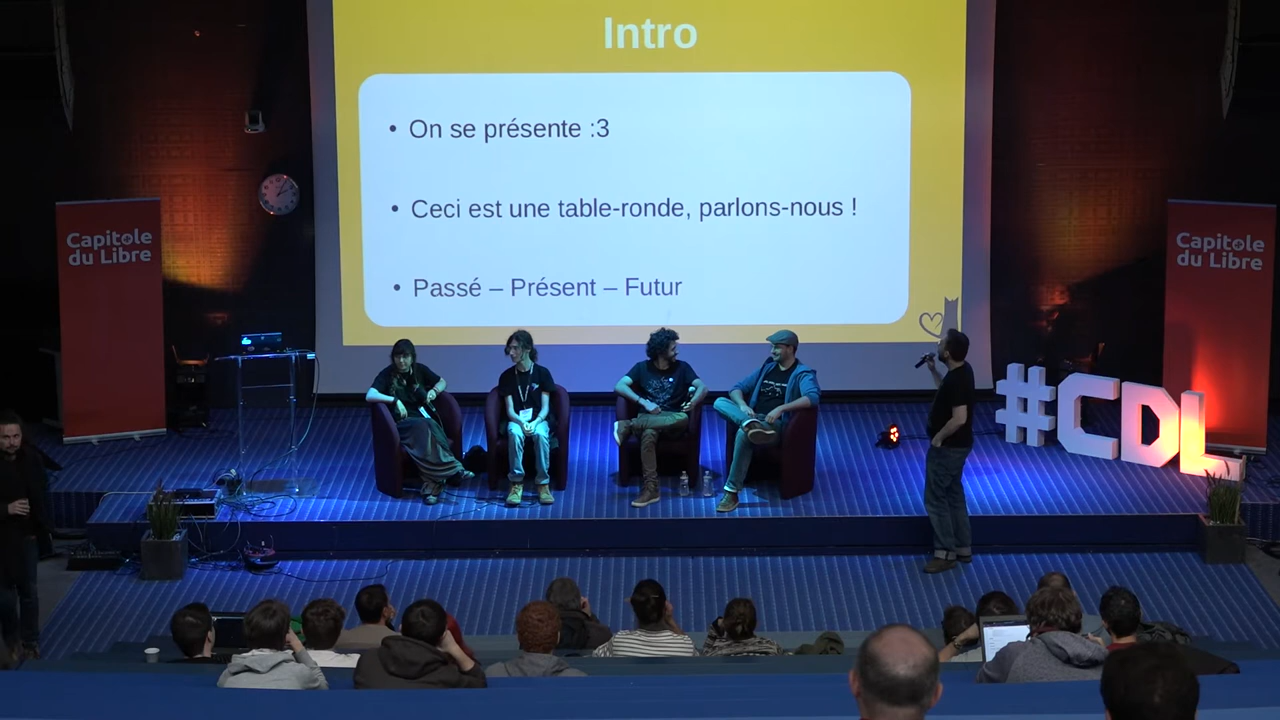 Intro
• On se présente :3
• Ceci est une table-ronde, parlons-nous !
• Passé – Présent – Futur
Capitole
du Libre
Capitole
du Libre
#CDL